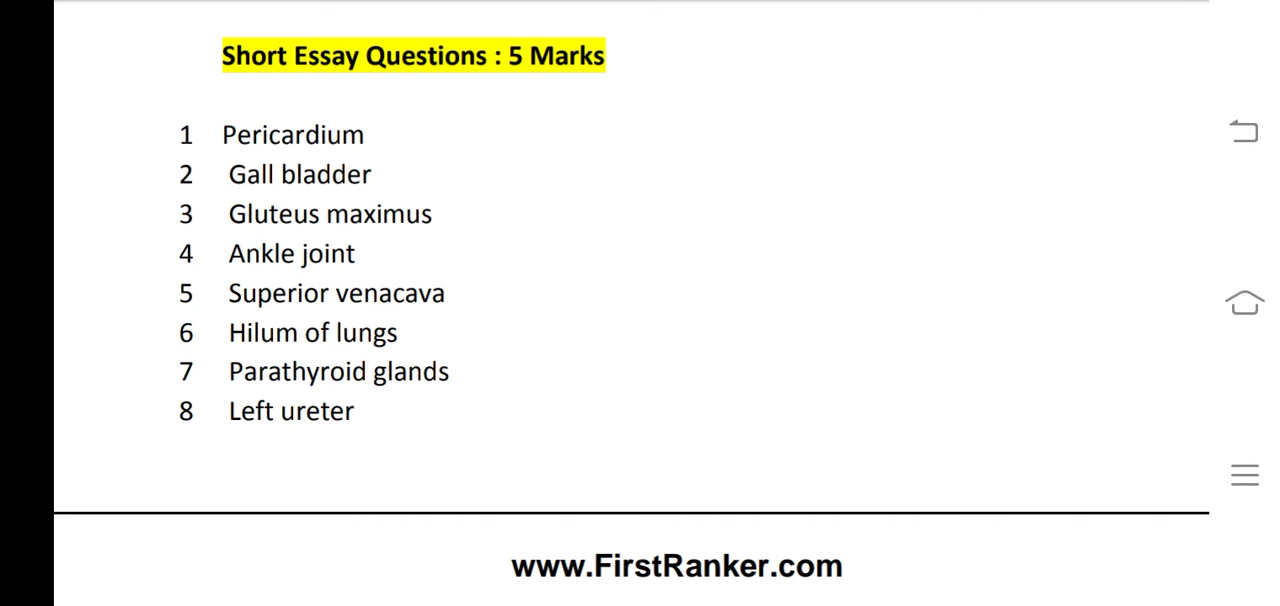 Short Essay Questions : 5 Marks
1 Pericardium
2 Gall bladder
3 Gluteus maximus
4 Ankle joint
5 Superior venacava
6 Hilum of lungs
7 Parathyroid glands
8 Left ureter
www.FirstRanker.com